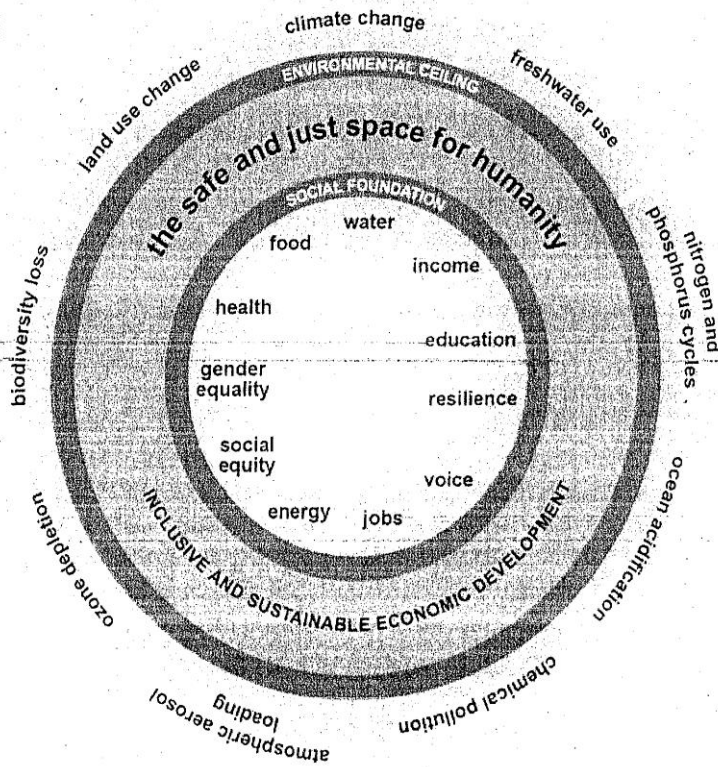 climate change
freshwater use
nitrogen and
phosphorus cycles
ocean acidification
chemical pollution
atmospheric aerosol
loading
ozone depletion
biodiversity loss
land use change
ENVIRONMENTAL CEILING
the safe and just space for humanity
SOCIAL FOUNDATION
water
food
income
health
education
gender
equality
resilience
social
equity
voice
energy
jobs
INCLUSIVE AND SUSTAINABLE ECONOMIC DEVELOPMENT